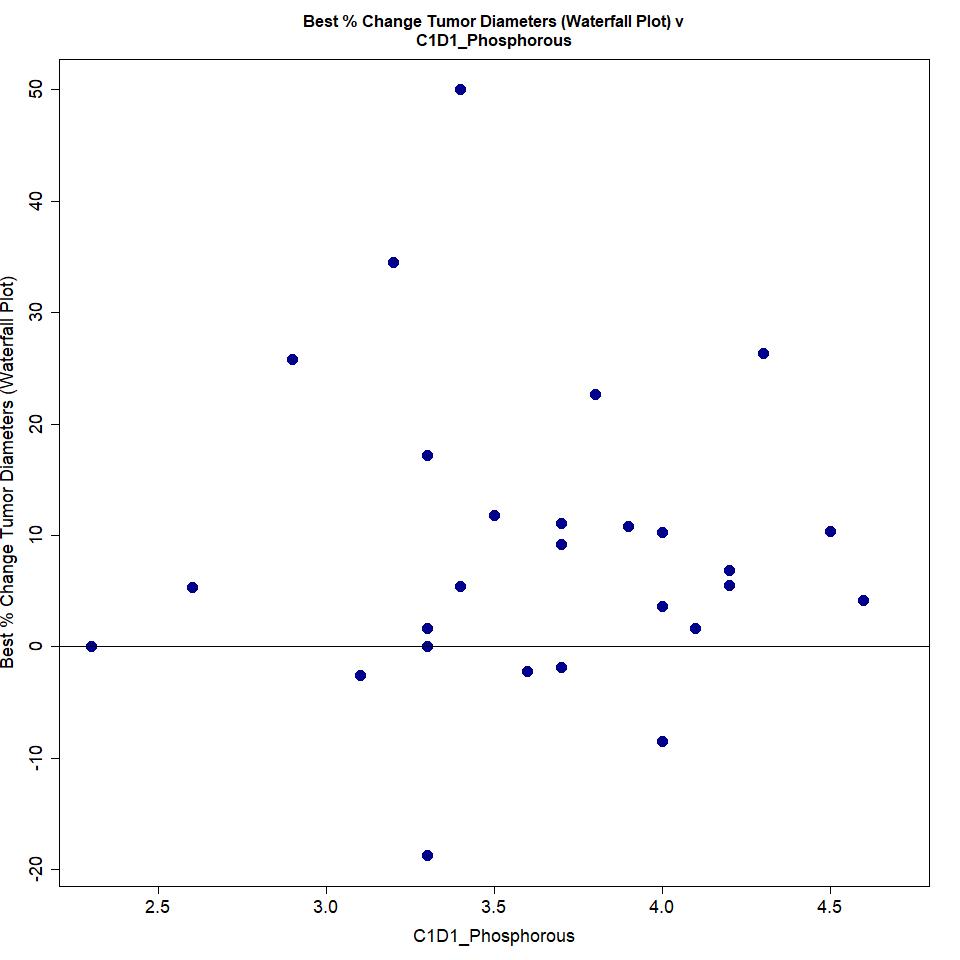 Best % Change Tumor Diameters (Waterfall Plot) v
C1D1_Phosphorous
Best % Change Tumor Diameters (Waterfall Plot)
50
40
30
20
10
0
-10
-20
2.5 3.0 3.5 4.0 4.5
C1D1_Phosphorous